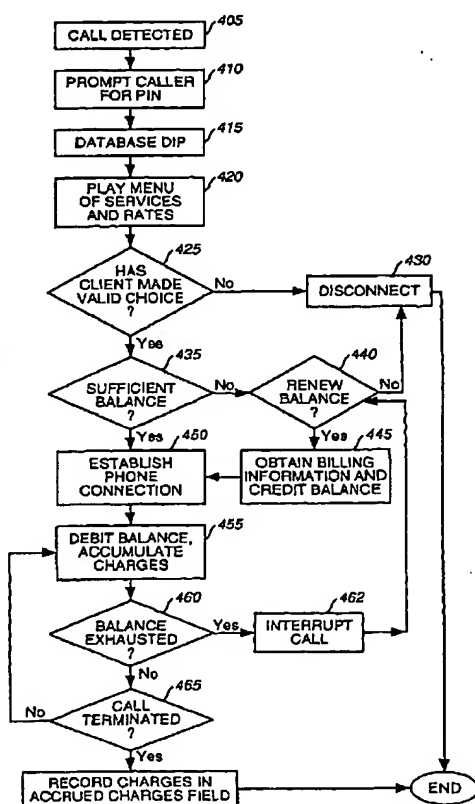 405
CALL DETECTED
410
PROMPT CALLER
FOR PIN
415
DATABASE DIP
420
PLAY MENU
OF SERVICES
AND RATES
425
HAS
CLIENT MADE
VALID CHOICE
?
No
430
DISCONNECT
Yes
435
SUFFICIENT
BALANCE
?
No
440
RENEW
BALANCE
?
No
Yes
450
ESTABLISH
PHONE
CONNECTION
Yes
445
OBTAIN BILLING
INFORMATION AND
CREDIT BALANCE
455
DEBIT BALANCE,
ACCUMULATE
CHARGES
460
BALANCE
EXHAUSTED
?
Yes
462
INTERRUPT
CALL
No
465
CALL
TERMINATED
?
No
Yes
RECORD CHARGES IN
ACCRUED CHARGES FIELD
END